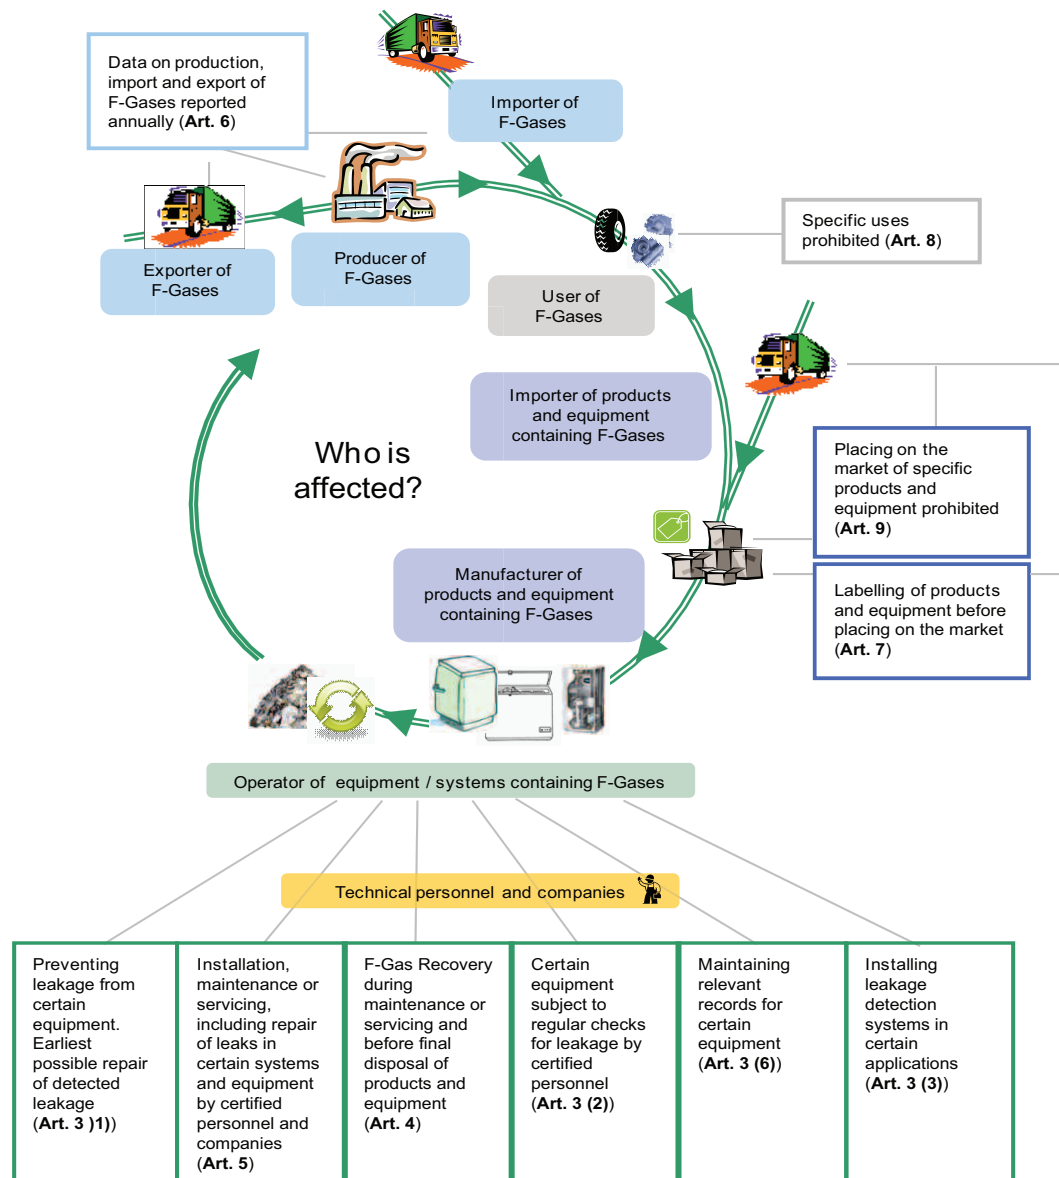 Data on production,
import and export of
F-Gases reported
annually (Art. 6)
Importer of
F-Gases
Exporter of
F-Gases
Producer of
F-Gases
Specific uses
prohibited (Art. 8)
User of
F-Gases
Importer of products
and equipment
containing F-Gases
Who is
affected?
Placing on the
market of specific
products and
equipment prohibited
(Art. 9)
Manufacturer of
products and equipment
containing F-Gases
Labelling of products
and equipment before
placing on the market
(Art. 7)
Operator of equipment / systems containing F-Gases
Technical personnel and companies
Preventing
leakage from
certain
equipment.
Earliest
possible repair
of detected
leakage
(Art. 3 )1))
Installation,
maintenance or
servicing,
including repair
of leaks in
certain systems
and equipment
by certified
personnel and
companies
(Art. 5)
F-Gas Recovery
during
maintenance or
servicing and
before final
disposal of
products and
equipment
(Art. 4)
Certain
equipment
subject to
regular checks
for leakage by
certified
personnel
(Art. 3 (2))
Maintaining
relevant
records for
certain
equipment
(Art. 3 (6))
Installing
leakage
detection
systems in
certain
applications
(Art. 3 (3))